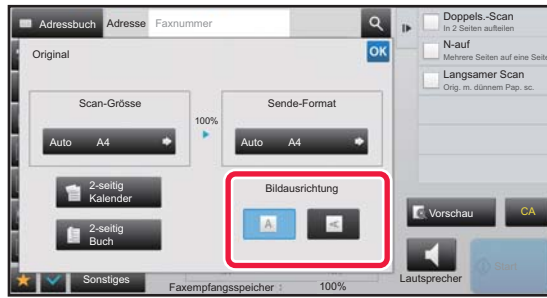 Adressbuch
Adresse
Faxnummer
Original
OK
Scan-Grösse
Auto A4
100%
Sende-Format
Auto A4
2-seitig
Kalender
2-seitig
Buch
Bildausrichtung
A
A
Sonstiges
Faxempfangsspeicher :
100%
Doppels.-Scan
In 2 Seiten aufteilen
N-auf
Mehrere Seiten auf eine Seite
Langsamer Scan
Orig. m. dünnem Pap. sc.
Vorschau
CA
Lautsprecher
Start